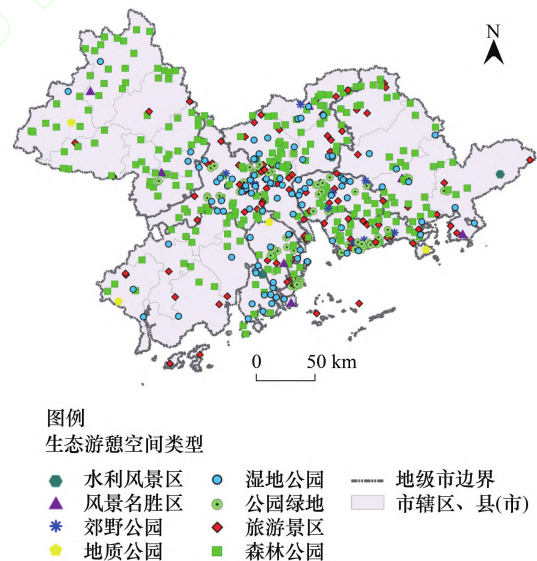 N
0 50 km
图例
生态游憩空间类型
水利风景区 湿地公园 地级市边界
风景名胜区 公园绿地 市辖区、县(市)
郊野公园 旅游景区
地质公园 森林公园